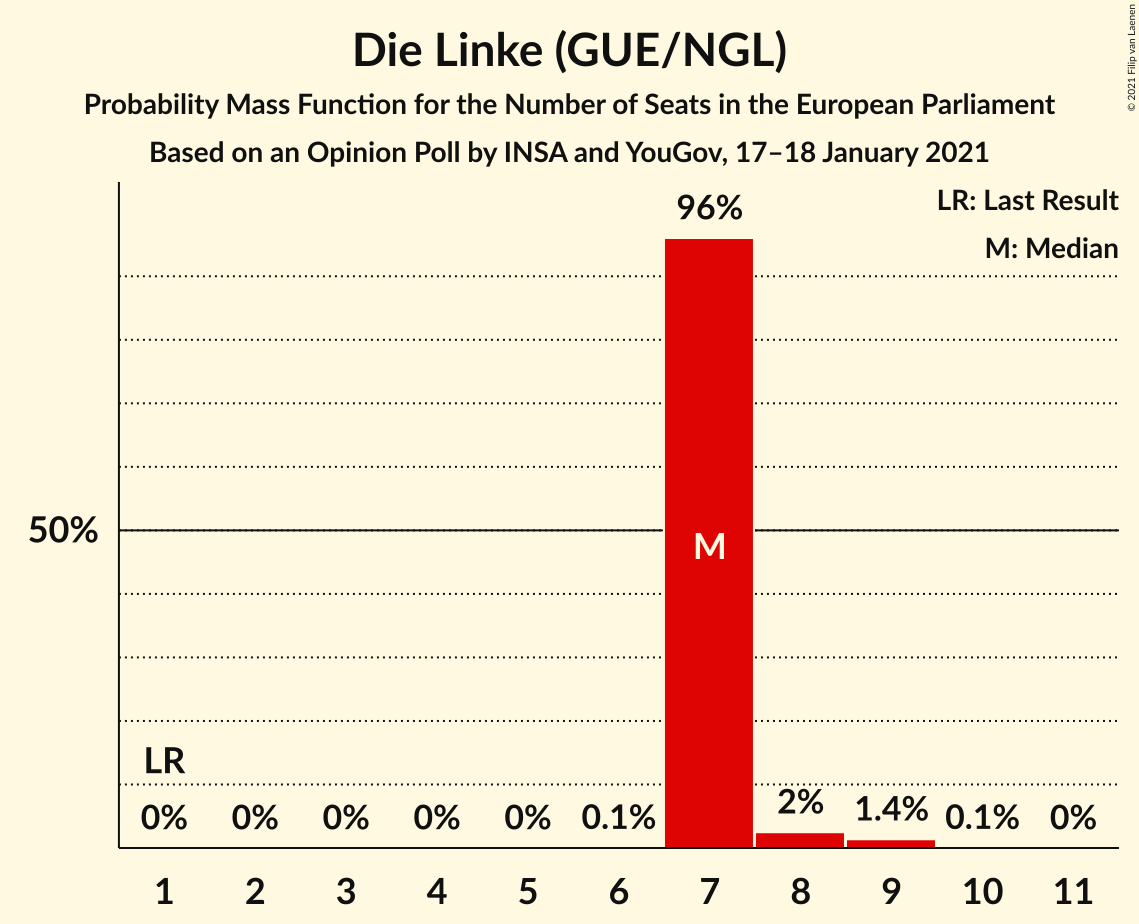 Die Linke (GUE/NGL)
Probability Mass Function for the Number of Seats in the European Parliament
Based on an Opinion Poll by INSA and YouGov, 17–18 January 2021
© 2021 Filip van Laenen
LR: Last Result
M: Median
96%
50%
M
LR
0% 0% 0% 0% 0% 0.1% 2% 1.4% 0.1% 0%
1 2 3 4 5 6 7 8 9 10 11